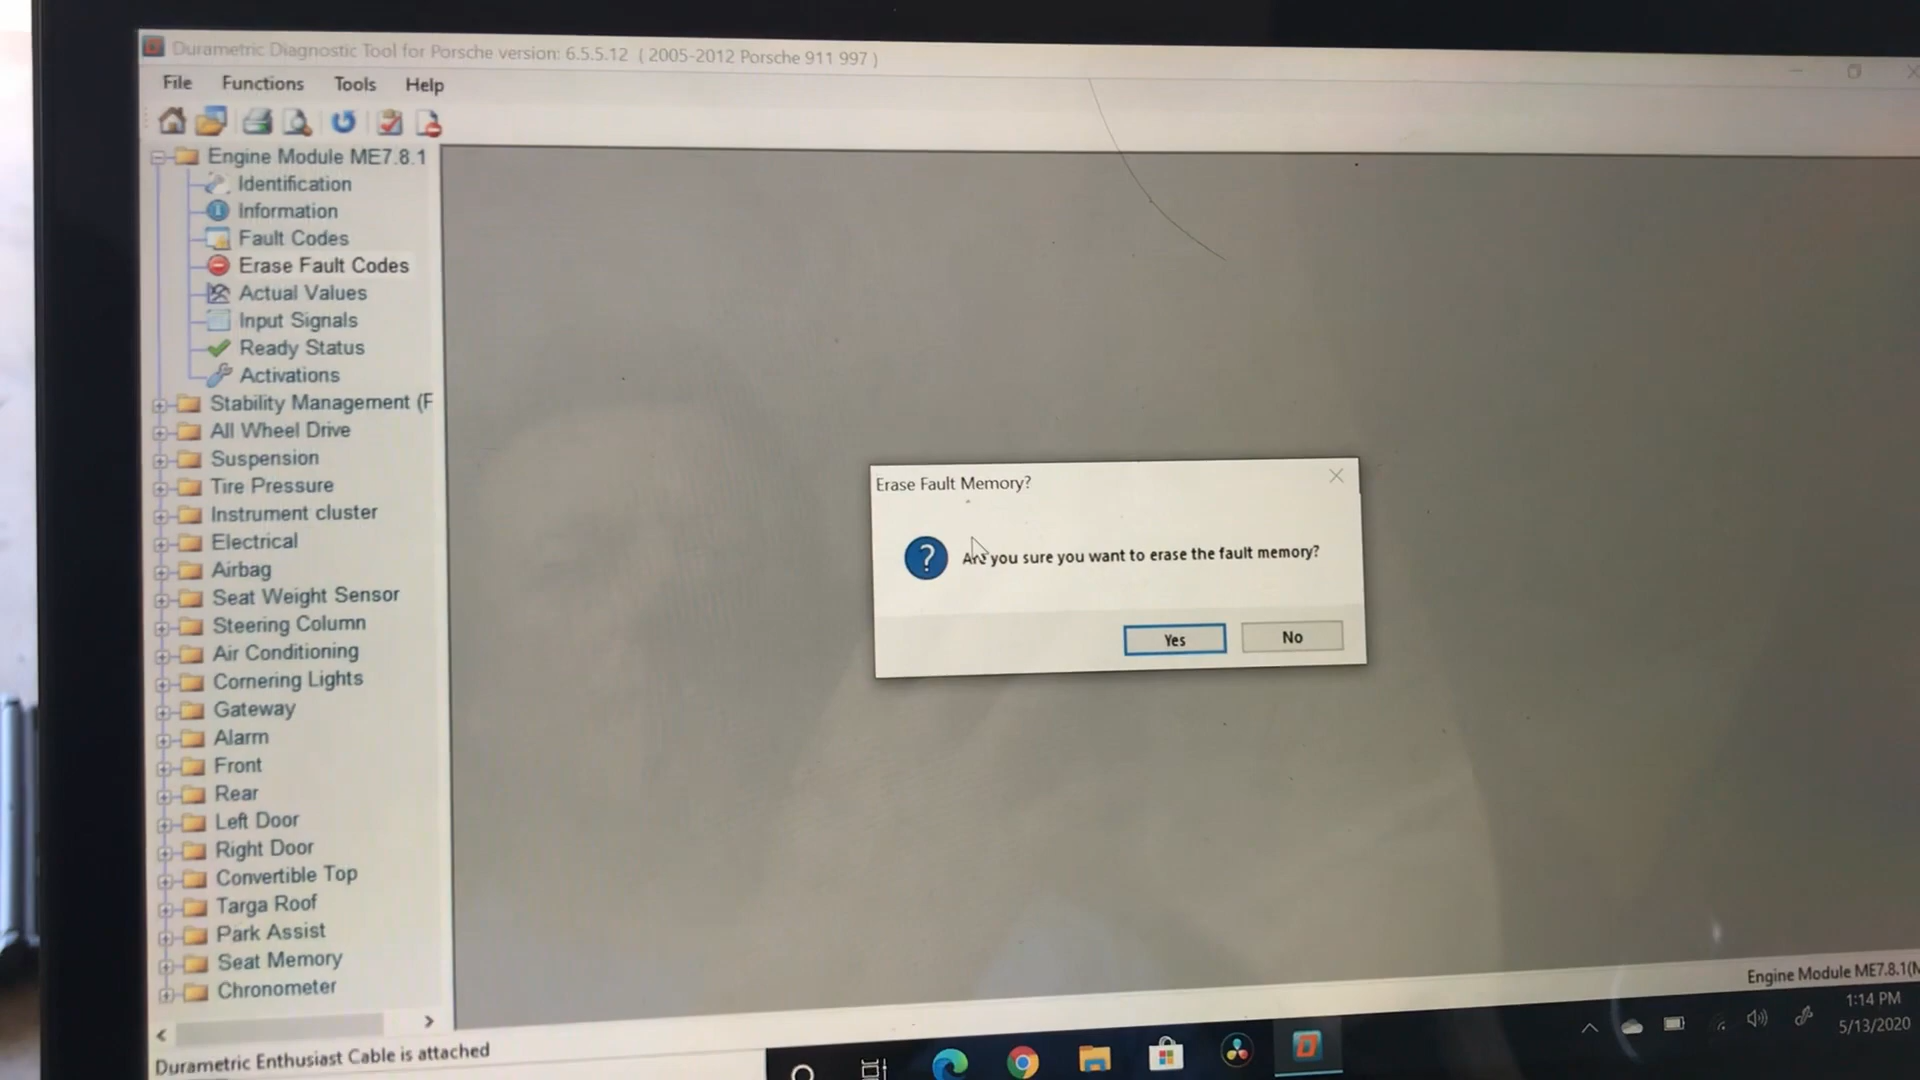 Durametric Diagnostic Tool for Porsche version: 6.5.5.12 ( 2005-2012 Porsche 911 997 )
File Functions Tools Help
Engine Module ME7.8.1
Identification
Information
Fault Codes
Erase Fault Codes
Actual Values
Input Signals
Ready Status
Activations
Stability Management (F
All Wheel Drive
Suspension
Tire Pressure
Instrument cluster
Electrical
Airbag
Seat Weight Sensor
Steering Column
Air Conditioning
Cornering Lights
Gateway
Alarm
Front
Rear
Left Door
Right Door
Convertible Top
Targa Roof
Park Assist
Seat Memory
Chronometer
Erase Fault Memory?
Are you sure you want to erase the fault memory?
Yes No
Engine Module ME7.8.1(M
Durametric Enthusiast Cable is attached
1:14 PM
5/13/2020